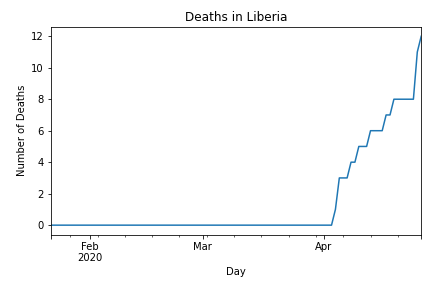 Deaths in Liberia
Number of Deaths
12
10
8
6
4
2
0
Feb
2020
Mar
Apr
Day